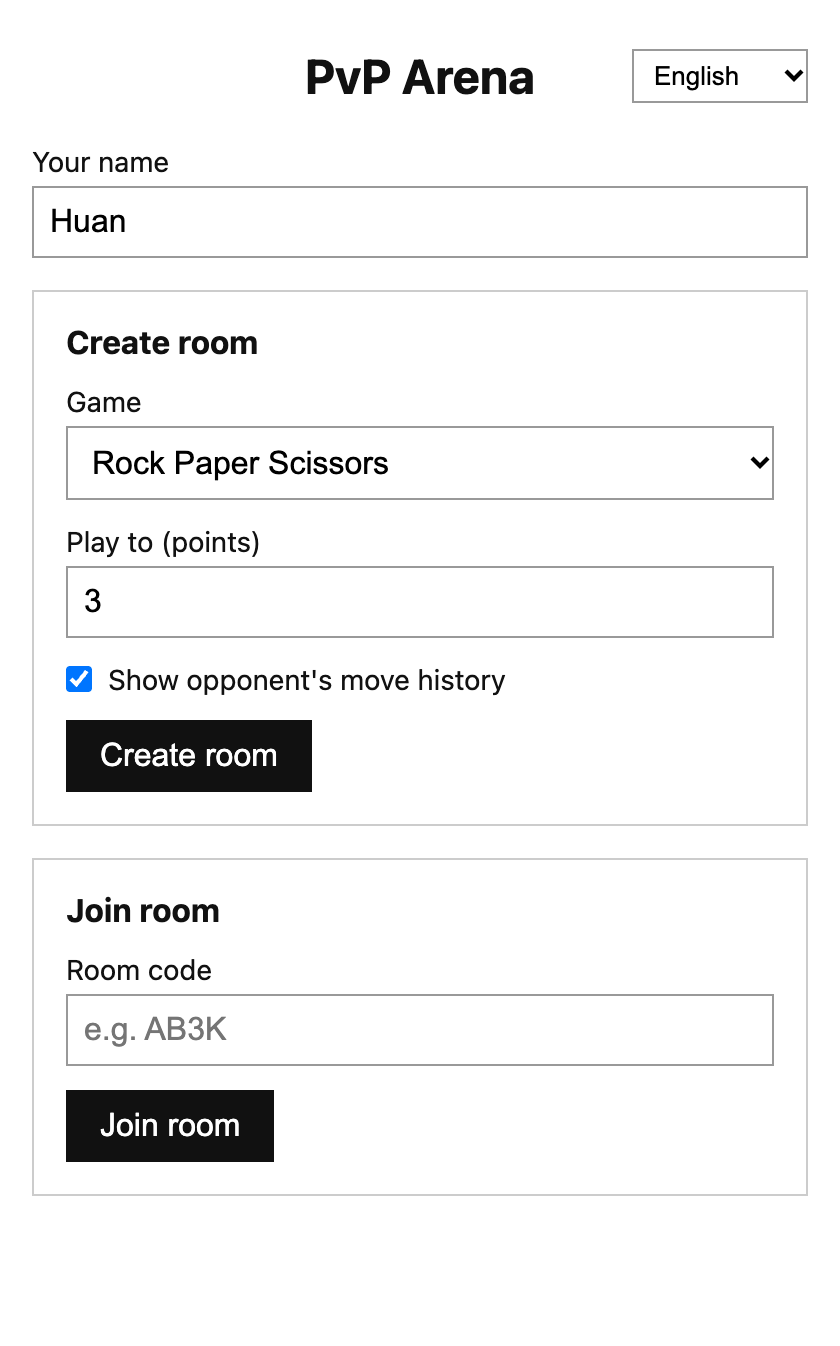 PvP Arena
English
Your name
Huan
Create room
Game
Rock Paper Scissors
Play to (points)
3
Show opponent's move history
Create room
Join room
Room code
e.g. AB3K
Join room